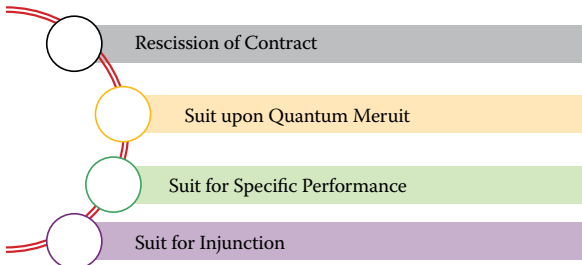 Rescission of Contract
Suit upon Quantum Meruit
Suit for Specific Performance
Suit for Injunction